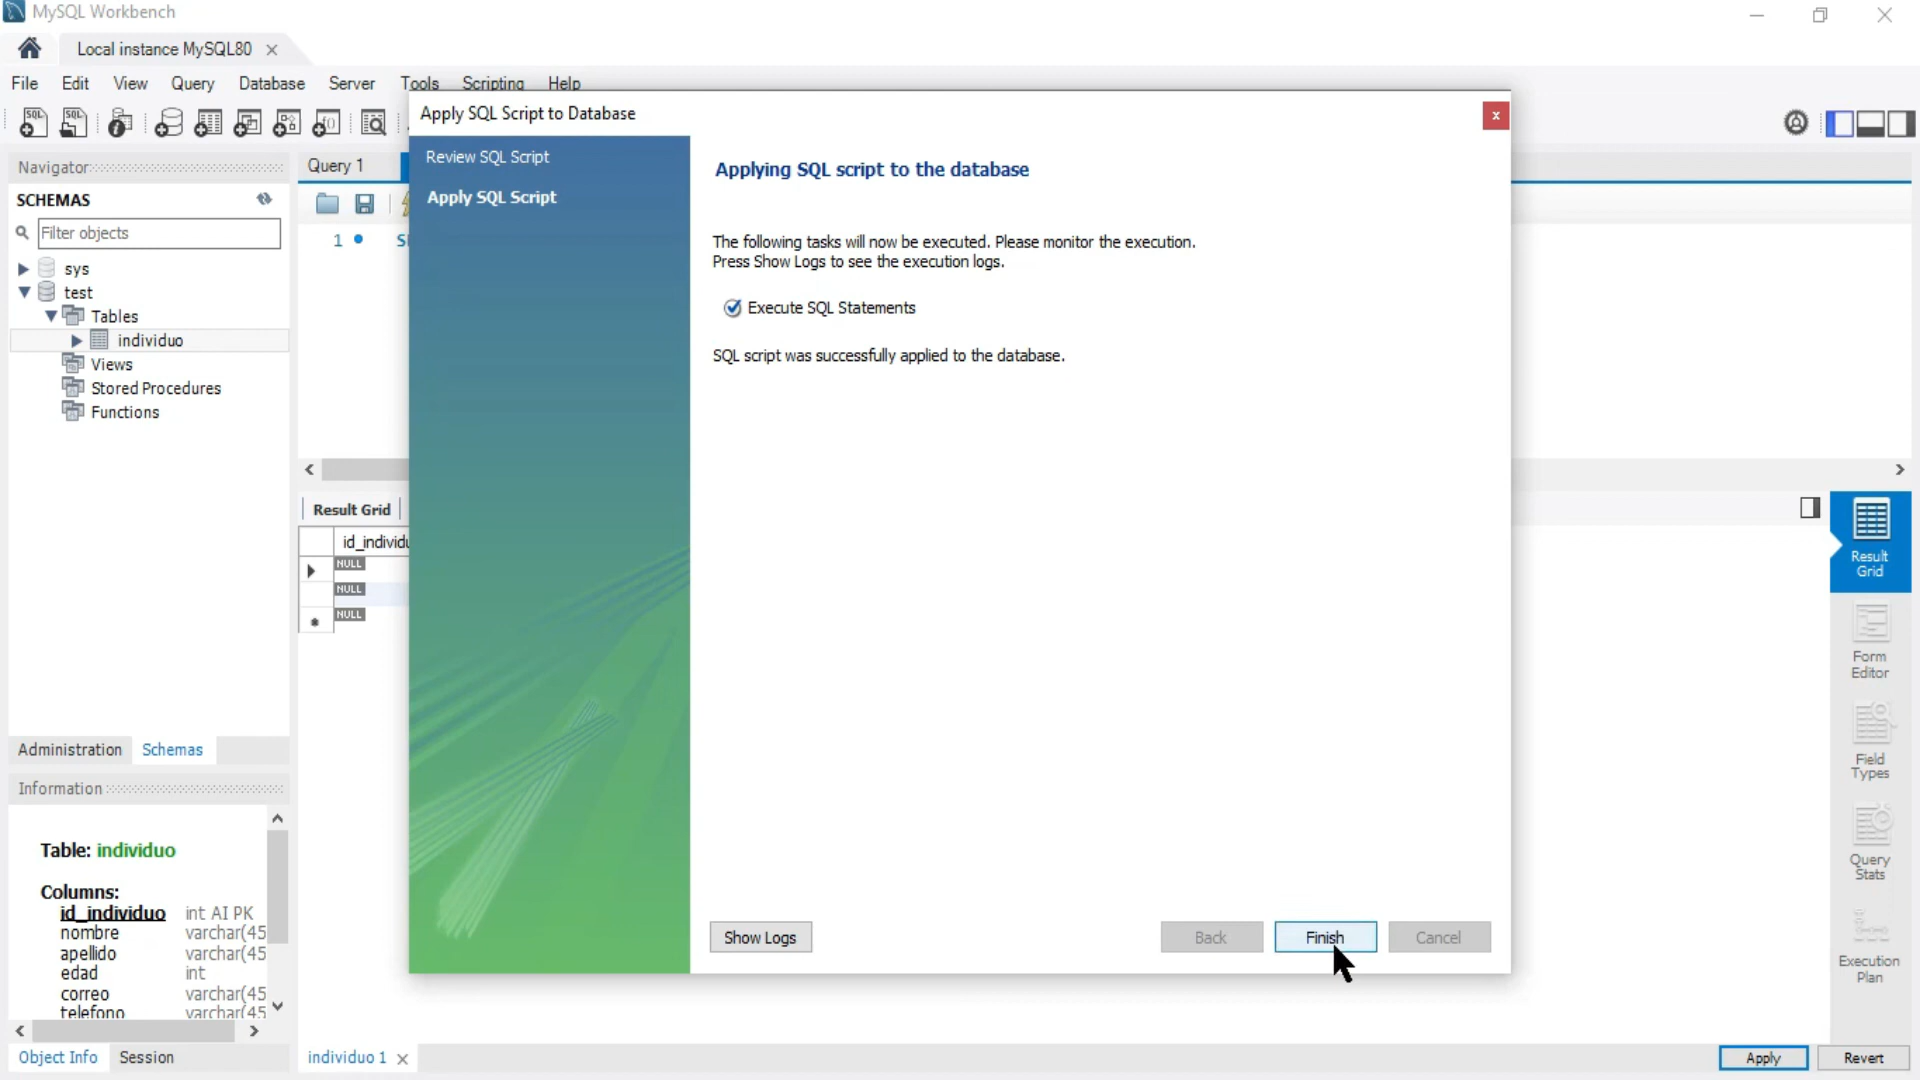 MySQL Workbench
Local instance MySQL80
File Edit View Query Database Server Tools Scripting Help
Apply SQL Script to Database
Navigator
SCHEMAS
Filter objects
sys
test
Tables
individuo
Views
Stored Procedures
Functions
Administration Schemas
Information
Table: individuo
Columns:
id_individuo int AI PK
nombre varchar(45
apellido varchar(45
edad int
correo varchar(45
telefono varchar(45
Object Info Session
Query 1
1
Result Grid
id_individu
NULL
NULL
NULL
individuo 1
Review SQL Script
Apply SQL Script
Applying SQL script to the database
The following tasks will now be executed. Please monitor the execution.
Press Show Logs to see the execution logs.
Execute SQL Statements
SQL script was successfully applied to the database.
Show Logs Back Finish Cancel
Result
Grid
Form
Editor
Field
Types
Query
Stats
Execution
Plan
Apply Revert